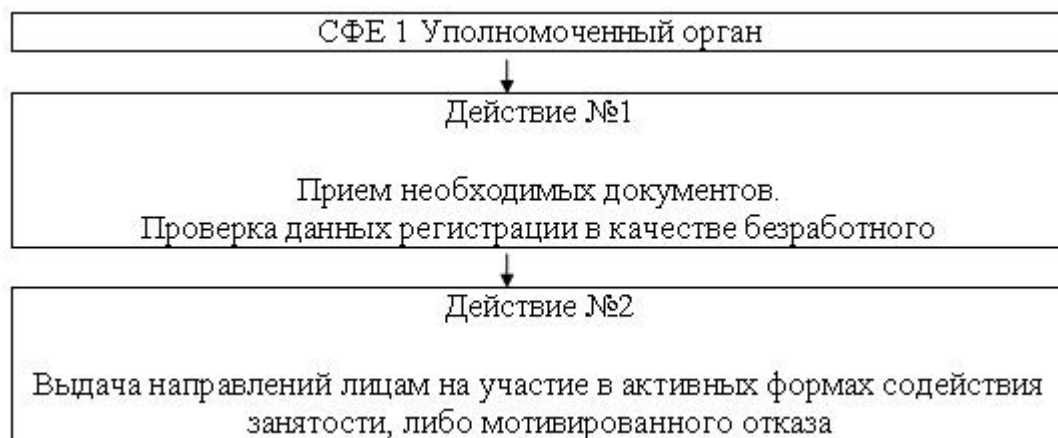 СФЕ 1 Уполномоченный орган
Действие №1
Прием необходимых документов.
Проверка данных регистрации в качестве безработного
Действие №2
Выдача направлений лицам на участие в активных формах содействия
занятости, либо мотивированного отказа